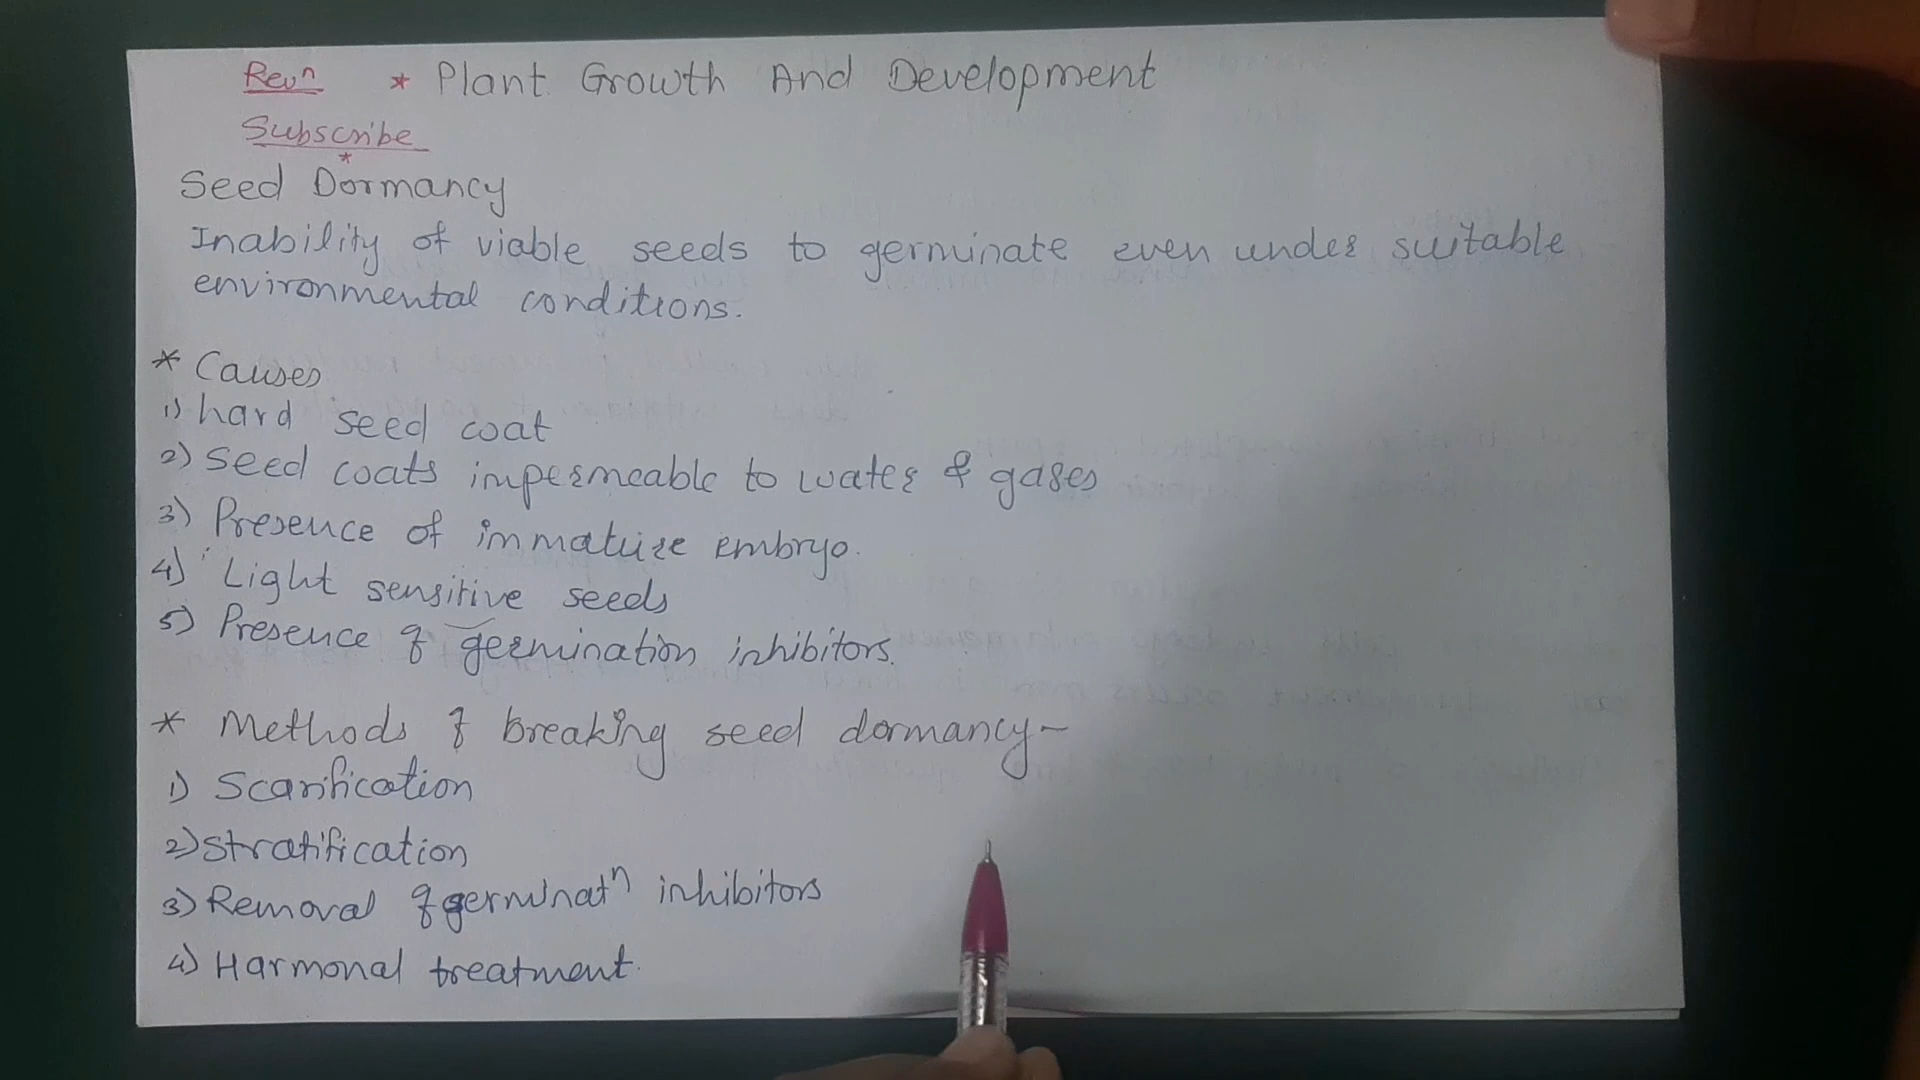 Revⁿ * Plant Growth And Development
Subscribe
*
Seed Dormancy
Inability of viable seeds to germinate even under suitable
environmental conditions.
* Causes
1) hard seed coat
2) Seed coats impermeable to water & gases
3) Presence of immature embryo.
4) Light sensitive seeds
5) Presence of germination inhibitors.
* Methods of breaking seed dormancy-
1) Scarification
2) Stratification
3) Removal of germinatⁿ inhibitors
4) Harmonal treatment.